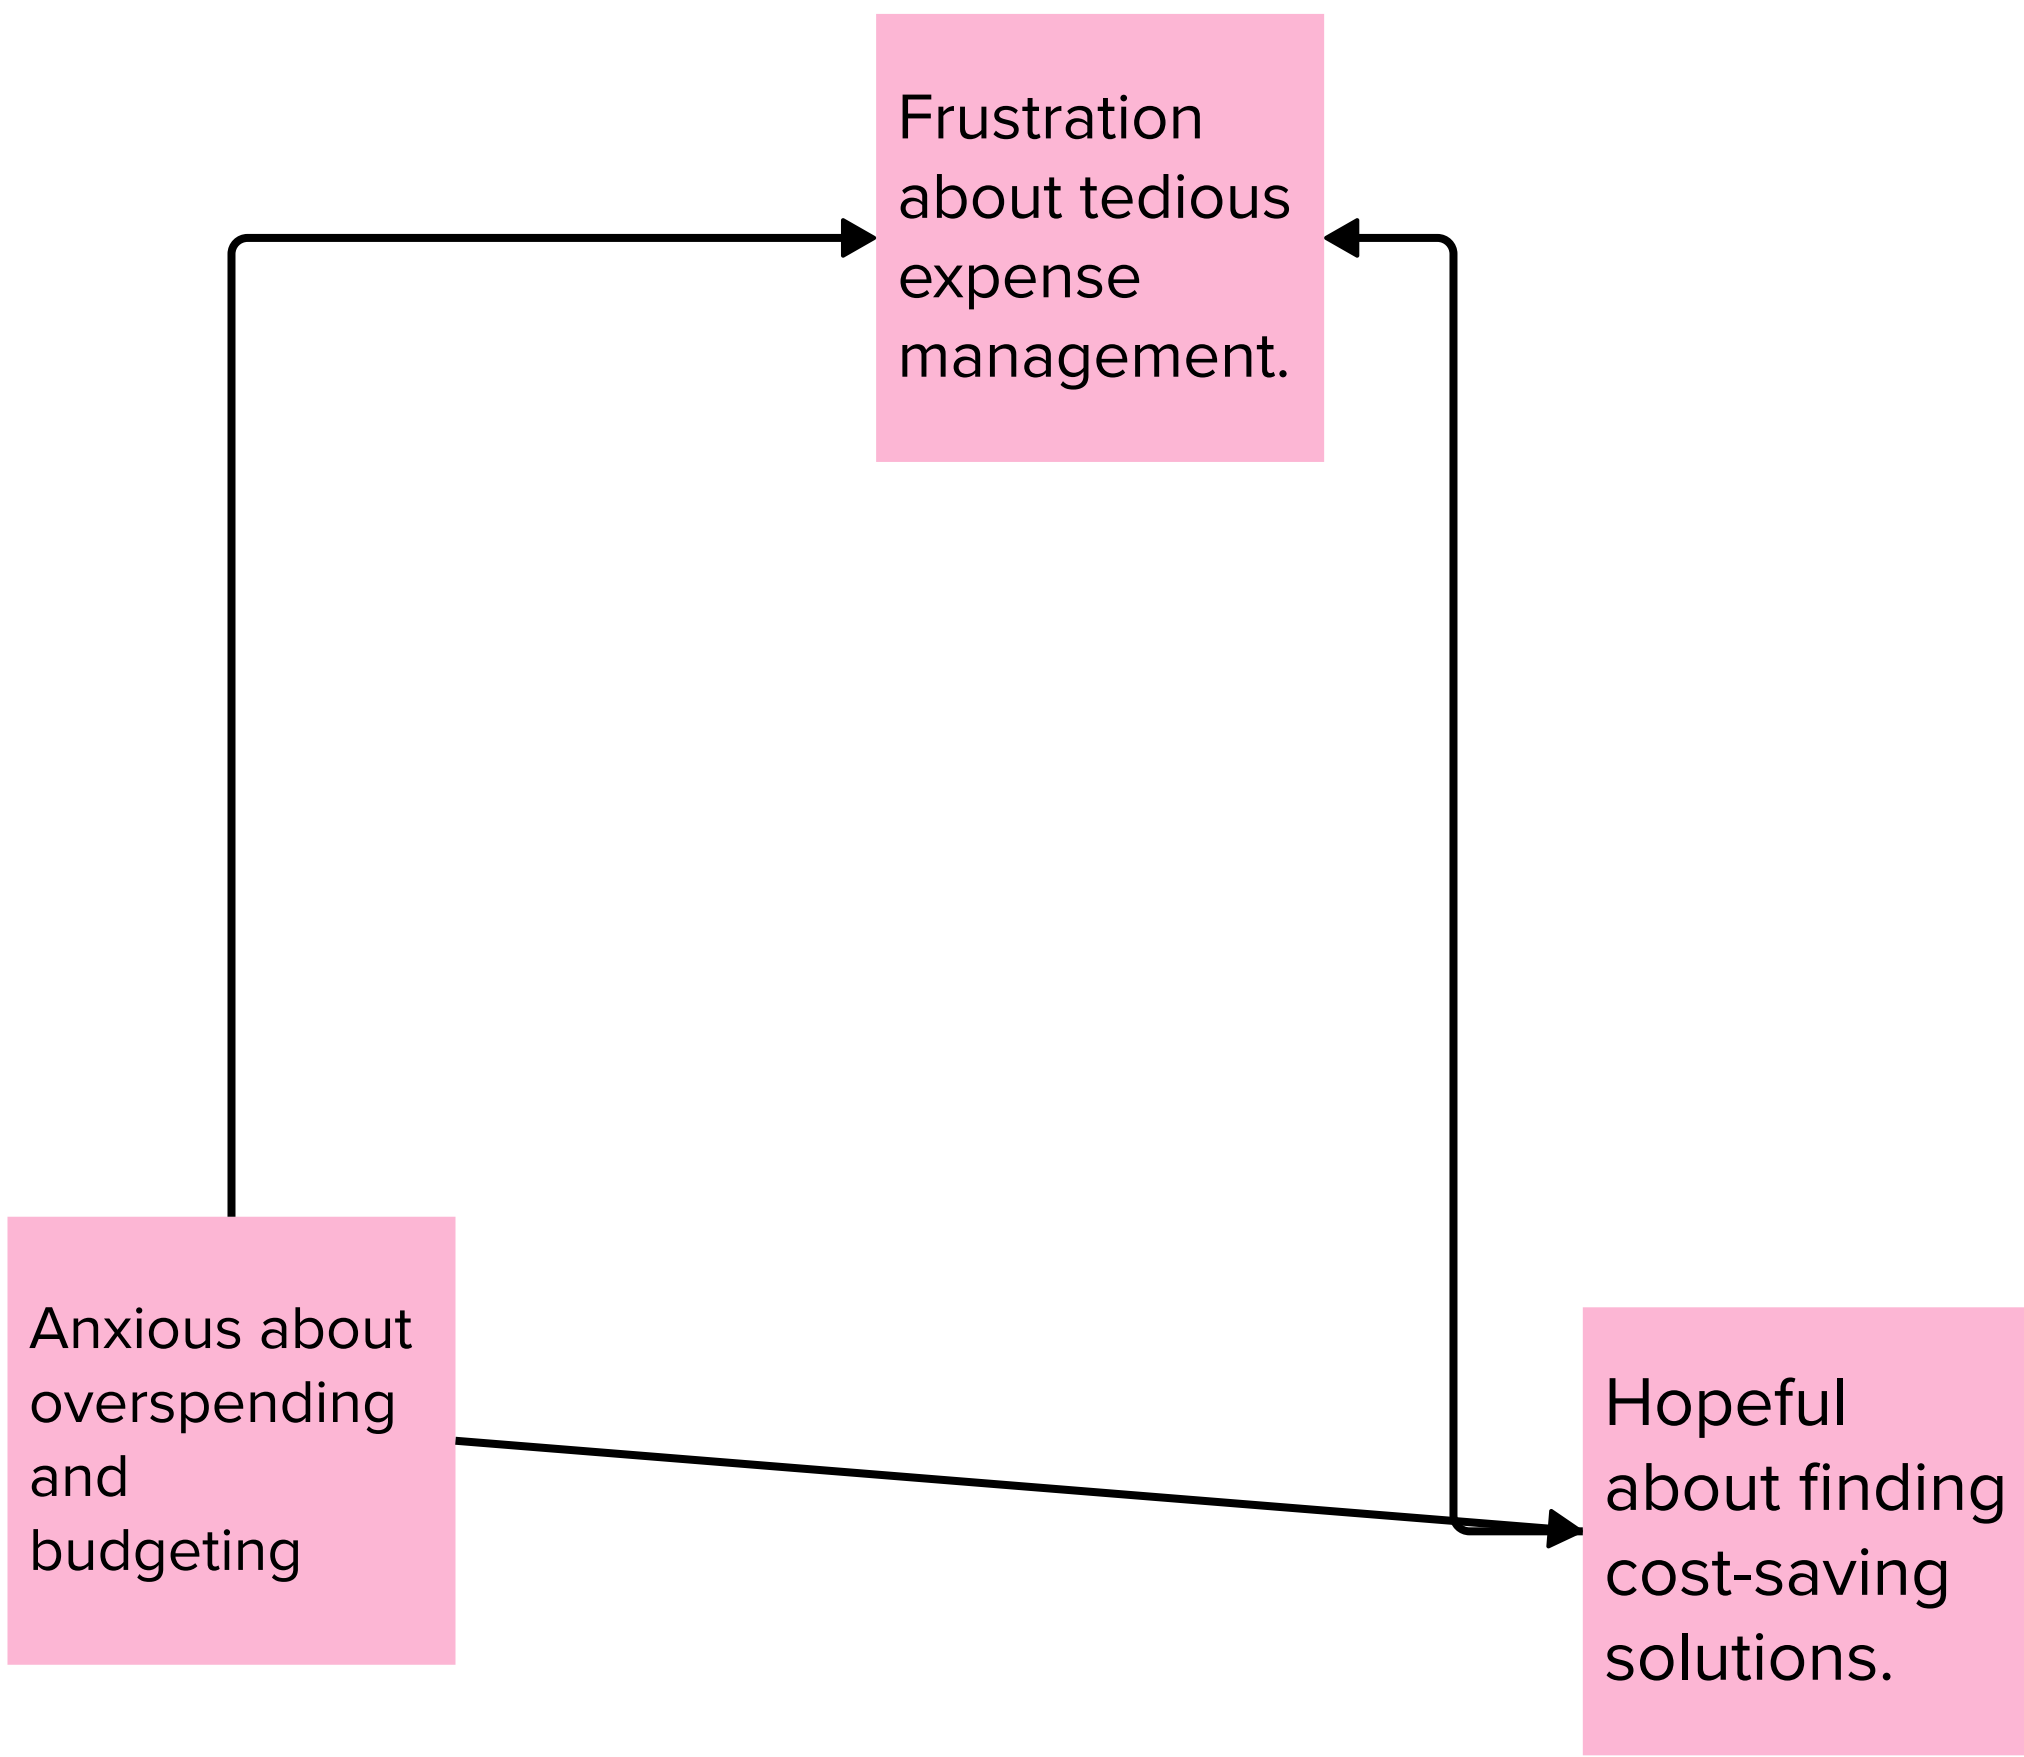 Frustration
about tedious
expense
management.
Anxious about
overspending
and
budgeting
Hopeful
about finding
cost-saving
solutions.